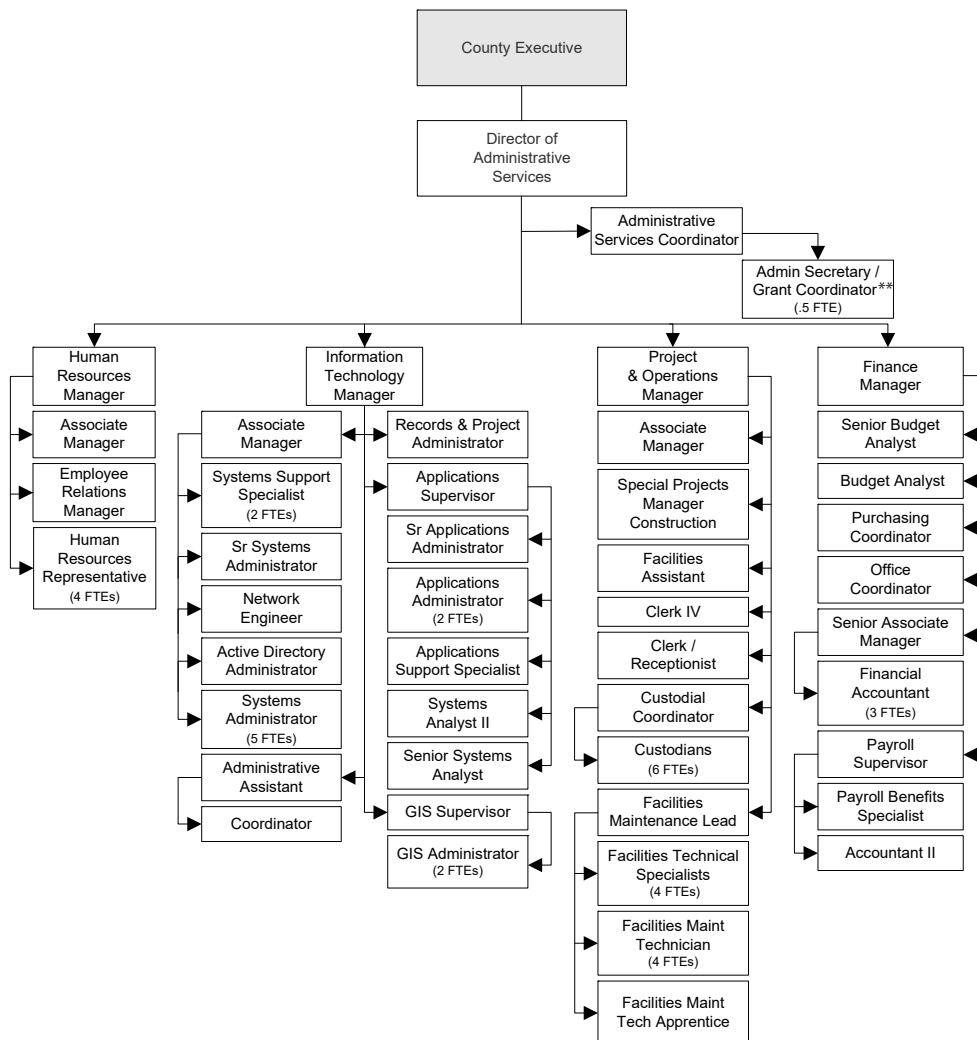 County Executive
Director of
Administrative
Services
Administrative
Services Coordinator
Admin Secretary /
Grant Coordinator**
(.5 FTE)
Human
Resources
Manager
Associate
Manager
Employee
Relations
Manager
Human
Resources
Representative
(4 FTEs)
Information
Technology
Manager
Associate
Manager
Systems Support
Specialist
(2 FTEs)
Sr Systems
Administrator
Network
Engineer
Active Directory
Administrator
Systems
Administrator
(5 FTEs)
Administrative
Assistant
Coordinator
Records & Project
Administrator
Applications
Supervisor
Sr Applications
Administrator
Applications
Administrator
(2 FTEs)
Applications
Support Specialist
Systems
Analyst II
Senior Systems
Analyst
GIS Supervisor
GIS Administrator
(2 FTEs)
Project
& Operations
Manager
Associate
Manager
Special Projects
Manager
Construction
Facilities
Assistant
Clerk IV
Clerk /
Receptionist
Custodial
Coordinator
Custodians
(6 FTEs)
Facilities
Maintenance Lead
Facilities Technical
Specialists
(4 FTEs)
Facilities Maint
Technician
(4 FTEs)
Facilities Maint
Tech Apprentice
Finance
Manager
Senior Budget
Analyst
Budget Analyst
Purchasing
Coordinator
Office
Coordinator
Senior Associate
Manager
Financial
Accountant
(3 FTEs)
Payroll
Supervisor
Payroll Benefits
Specialist
Accountant II